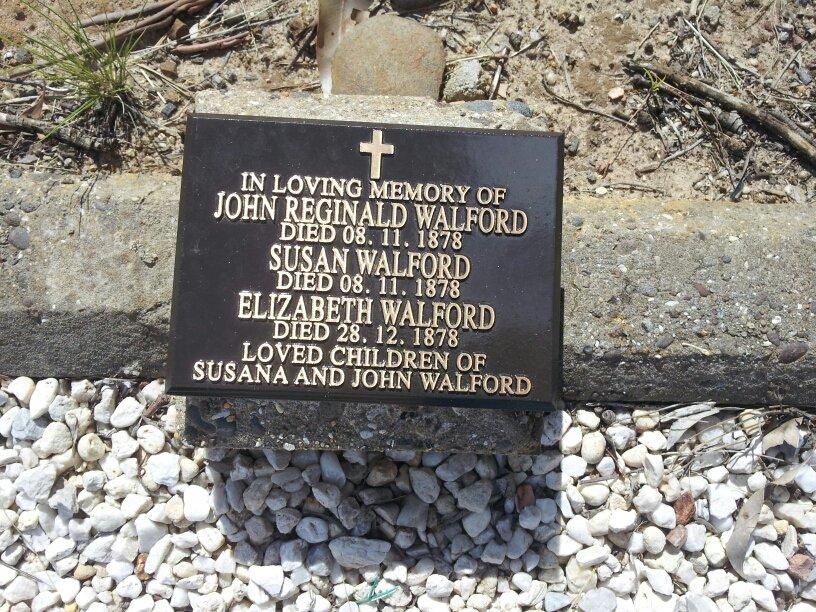 IN LOVING MEMORY OF
JOHN REGINALD WALFORD
DIED 08. 11. 1878
SUSAN WALFORD
DIED 08. 11. 1878
ELIZABETH WALFORD
DIED 28. 12. 1878
LOVED CHILDREN OF
SUSANA AND JOHN WALFORD